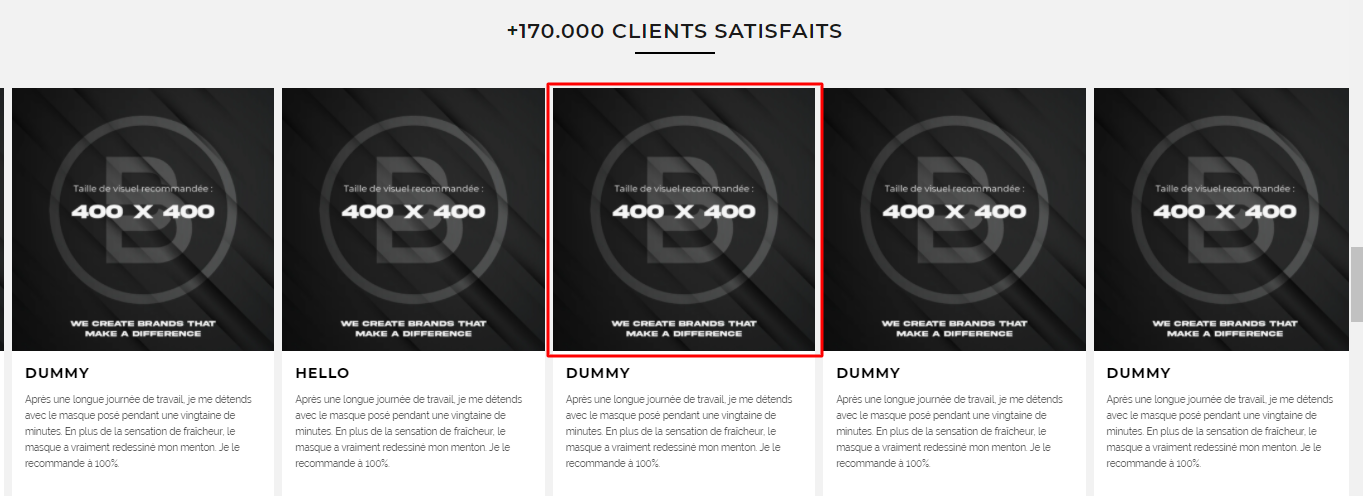 +170.000 CLIENTS SATISFAITS
B
Taille de visuel recommandée :
400 X 400
WE CREATE BRANDS THAT
MAKE A DIFFERENCE
DUMMY
Après une longue journée de travail, je me détends
avec le masque posé pendant une vingtaine de
minutes. En plus de la sensation de fraîcheur, le
masque a vraiment redessiné mon menton. Je le
recommande à 100%.
B
Taille de visuel recommandée :
400 X 400
WE CREATE BRANDS THAT
MAKE A DIFFERENCE
HELLO
Après une longue journée de travail, je me détends
avec le masque posé pendant une vingtaine de
minutes. En plus de la sensation de fraîcheur, le
masque a vraiment redessiné mon menton. Je le
recommande à 100%.
B
Taille de visuel recommandée :
400 X 400
WE CREATE BRANDS THAT
MAKE A DIFFERENCE
DUMMY
Après une longue journée de travail, je me détends
avec le masque posé pendant une vingtaine de
minutes. En plus de la sensation de fraîcheur, le
masque a vraiment redessiné mon menton. Je le
recommande à 100%.
B
Taille de visuel recommandée :
400 X 400
WE CREATE BRANDS THAT
MAKE A DIFFERENCE
DUMMY
Après une longue journée de travail, je me détends
avec le masque posé pendant une vingtaine de
minutes. En plus de la sensation de fraîcheur, le
masque a vraiment redessiné mon menton. Je le
recommande à 100%.
B
Taille de visuel recommandée :
400 X 400
WE CREATE BRANDS THAT
MAKE A DIFFERENCE
DUMMY
Après une longue journée de travail, je me détends
avec le masque posé pendant une vingtaine de
minutes. En plus de la sensation de fraîcheur, le
masque a vraiment redessiné mon menton. Je le
recommande à 100%.